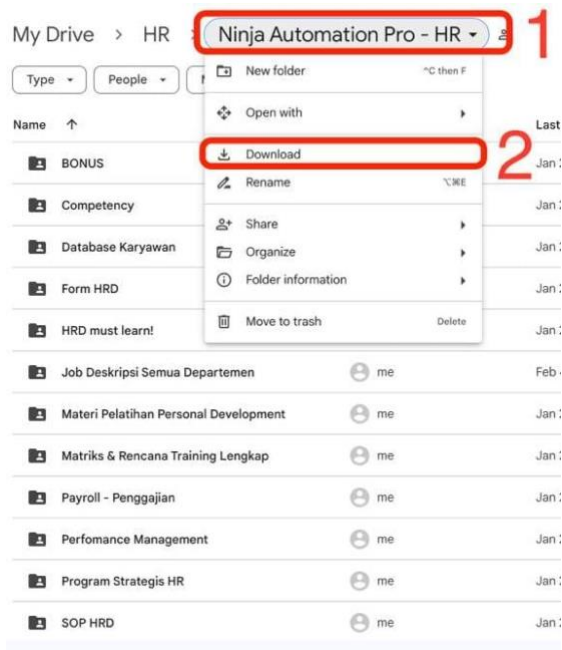 My Drive > HR > Ninja Automation Pro - HR
1
Type People
New folder ^C then F
Open with
Name Last
Download
2
BONUS Jan
Rename ⌥⌘E
Competency Jan
Share
Database Karyawan Jan
Organize
Form HRD Jan
Folder information
HRD must learn! Jan
Move to trash Delete
Job Deskripsi Semua Departemen me Feb
Materi Pelatihan Personal Development me Jan
Matriks & Rencana Training Lengkap me Jan
Payroll - Penggajian me Jan
Perfomance Management me Jan
Program Strategis HR me Jan
SOP HRD me Jan